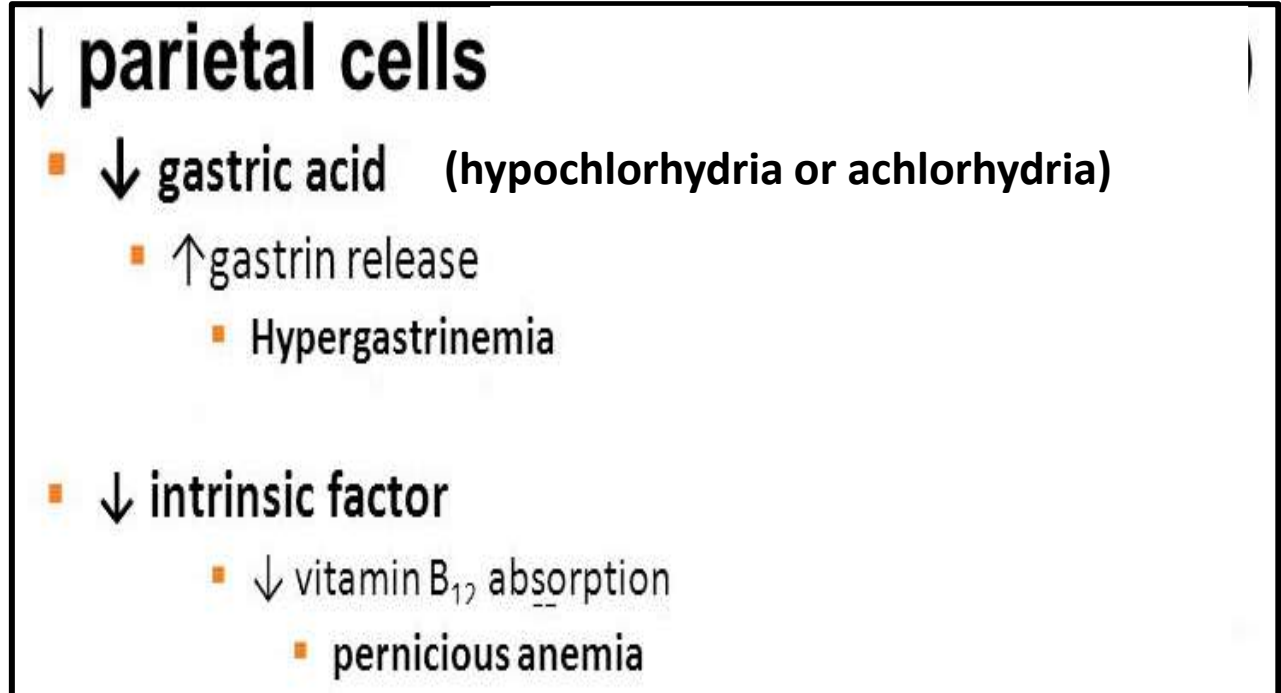 ↓ parietal cells )
▪ ↓ gastric acid (hypochlorhydria or achlorhydria)
▪ ↑gastrin release
▪ Hypergastrinemia
▪ ↓ intrinsic factor
▪ ↓ vitamin B₁₂ absorption
▪ pernicious anemia